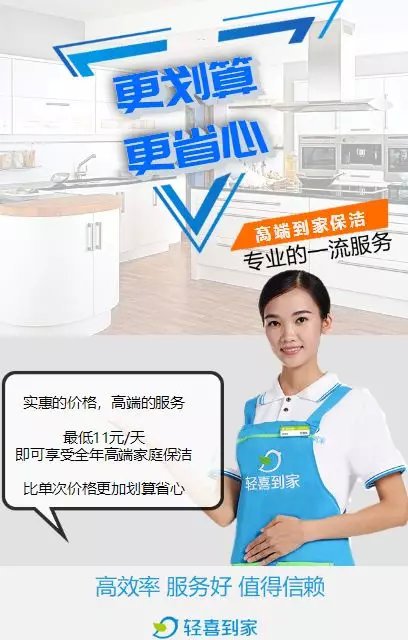 更划算
更省心
高端到家保洁
专业的一流服务
实惠的价格，高端的服务
最低11元/天
即可享受全年高端家庭保洁
比单次价格更加划算省心
轻喜到家
高效率 服务好 值得信赖
轻喜到家